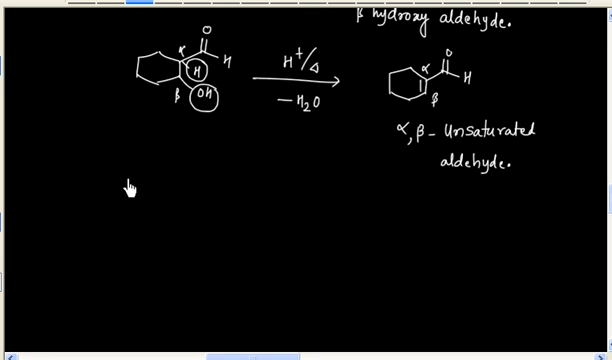 β hydroxy aldehyde.
O
α
H
H
β
OH
H⁺/Δ
— H₂O
O
α
H
β
α, β – Unsaturated
aldehyde.